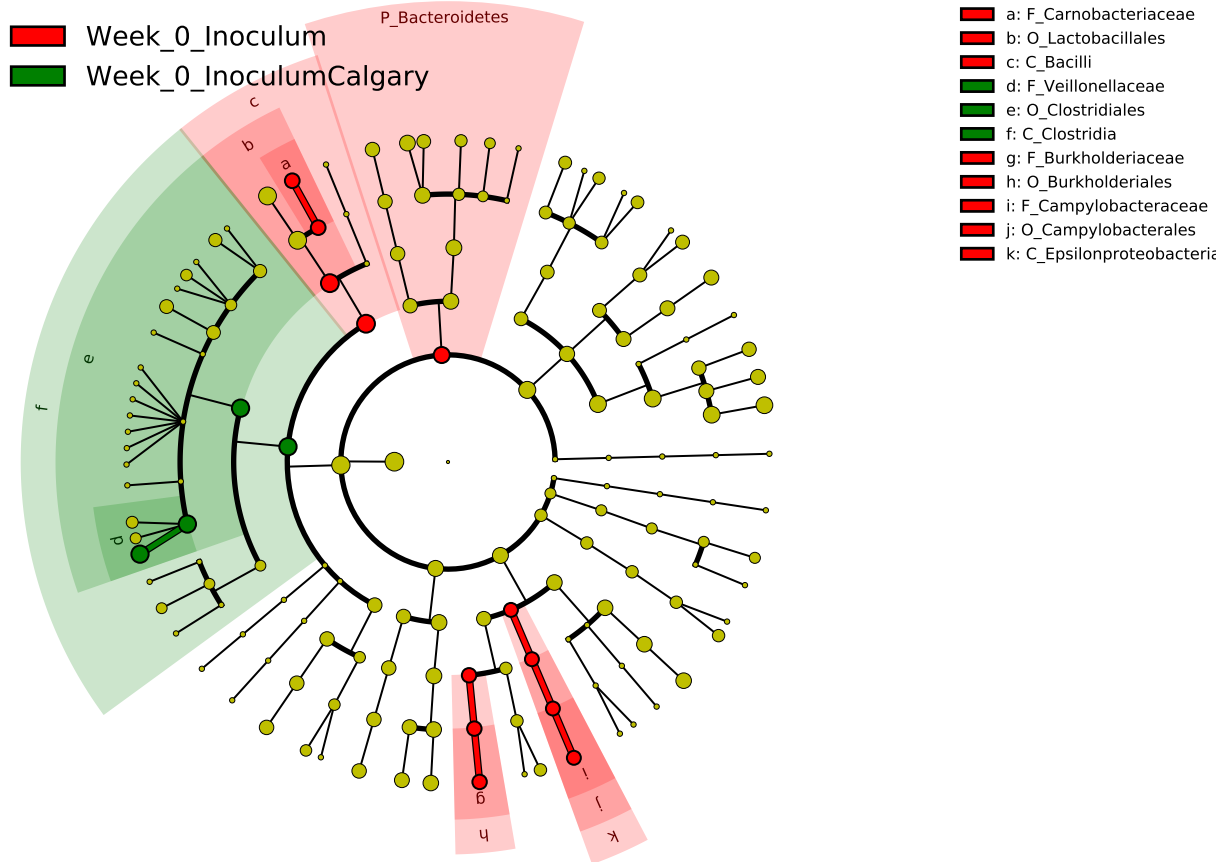 P_Bacteroidetes
Week_0_Inoculum
Week_0_InoculumCalgary
a: F_Carnobacteriaceae
b: O_Lactobacillales
c: C_Bacilli
d: F_Veillonellaceae
e: O_Clostridiales
f: C_Clostridia
g: F_Burkholderiaceae
h: O_Burkholderiales
i: F_Campylobacteraceae
j: O_Campylobacterales
k: C_Epsilonproteobacteria
c
b
a
e
f
d
g
h
i
j
k